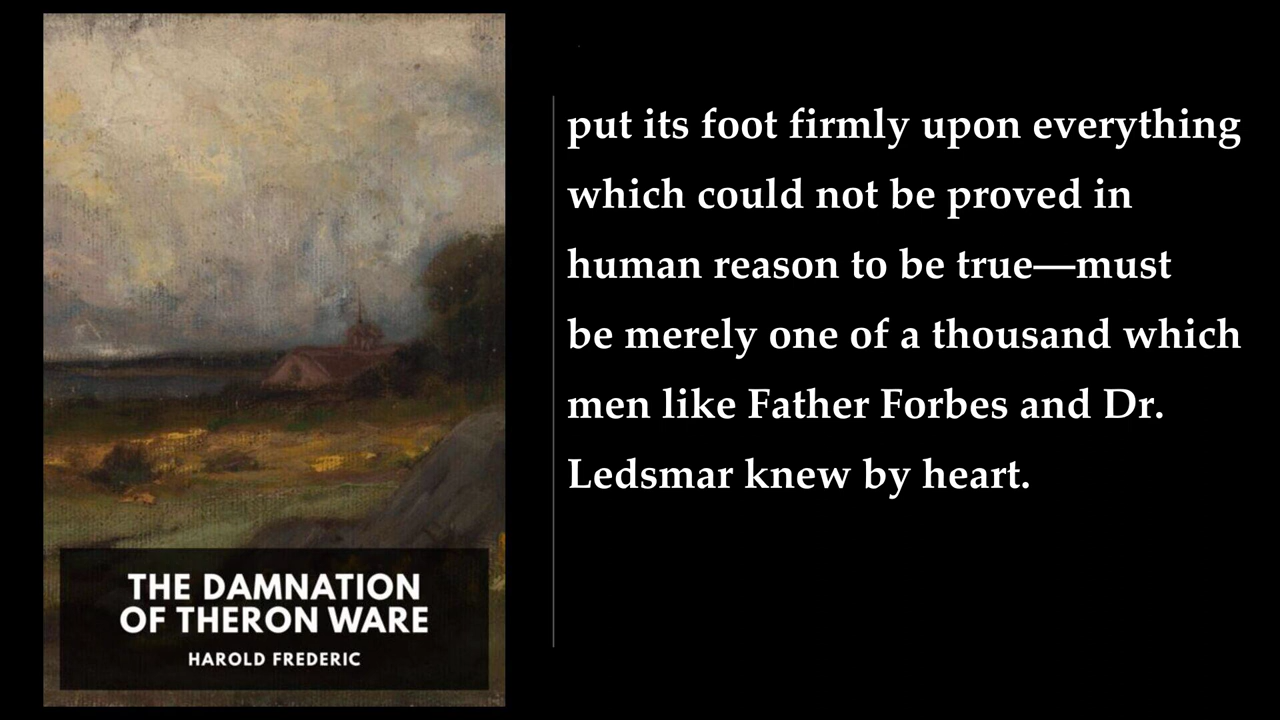 put its foot firmly upon everything
which could not be proved in
human reason to be true—must
be merely one of a thousand which
men like Father Forbes and Dr.
Ledsmar knew by heart.
THE DAMNATION
OF THERON WARE
HAROLD FREDERIC